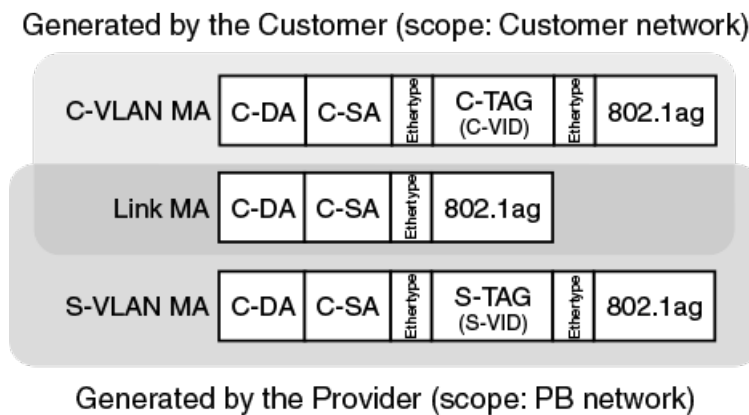 Generated by the Customer (scope: Customer network)
C-VLAN MA C-DA C-SA Ethertype C-TAG (C-VID) Ethertype 802.1ag
Link MA C-DA C-SA Ethertype 802.1ag
S-VLAN MA C-DA C-SA Ethertype S-TAG (S-VID) Ethertype 802.1ag
Generated by the Provider (scope: PB network)